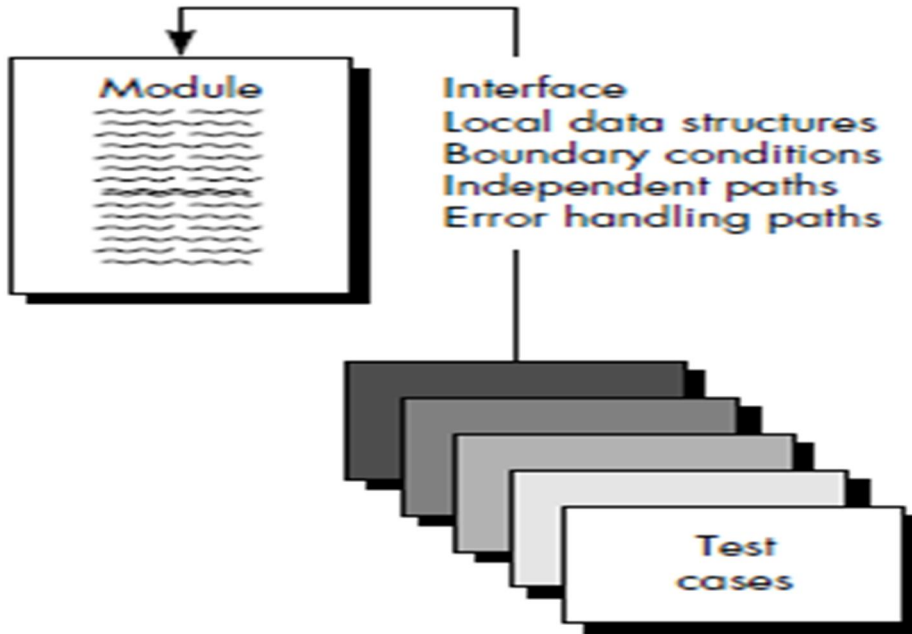 Module
Interface
Local data structures
Boundary conditions
Independent paths
Error handling paths
Test
cases